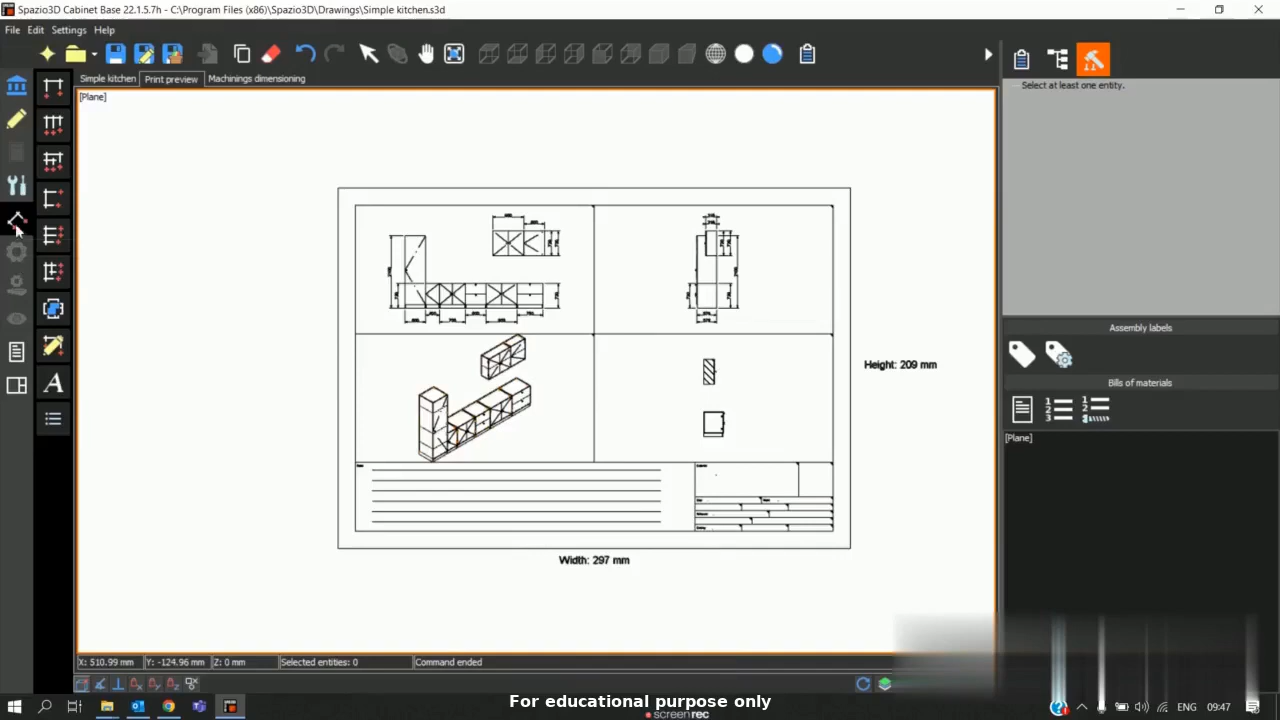 Spazio3D Cabinet Base 22.1.5.7h - C:\Program Files (x86)\Spazio3D\Drawings\Simple kitchen.s3d
File Edit Settings Help
Simple kitchen Print preview Machinings dimensioning
[Plane]
Select at least one entity.
Height: 209 mm
Width: 297 mm
Assembly labels
Bills of materials
[Plane]
X: 510.99 mm Y: -124.96 mm Z: 0 mm Selected entities: 0 Command ended
For educational purpose only
screenrec
ENG 09:47